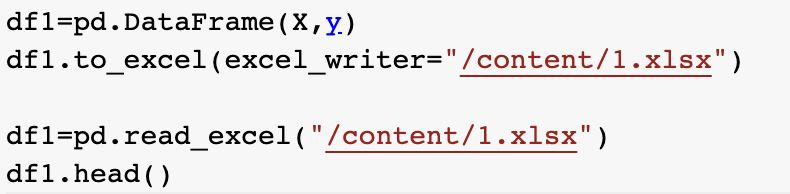 df1=pd.DataFrame(X,y)
df1.to_excel(excel_writer="/content/1.xlsx")
df1=pd.read_excel("/content/1.xlsx")
df1.head()